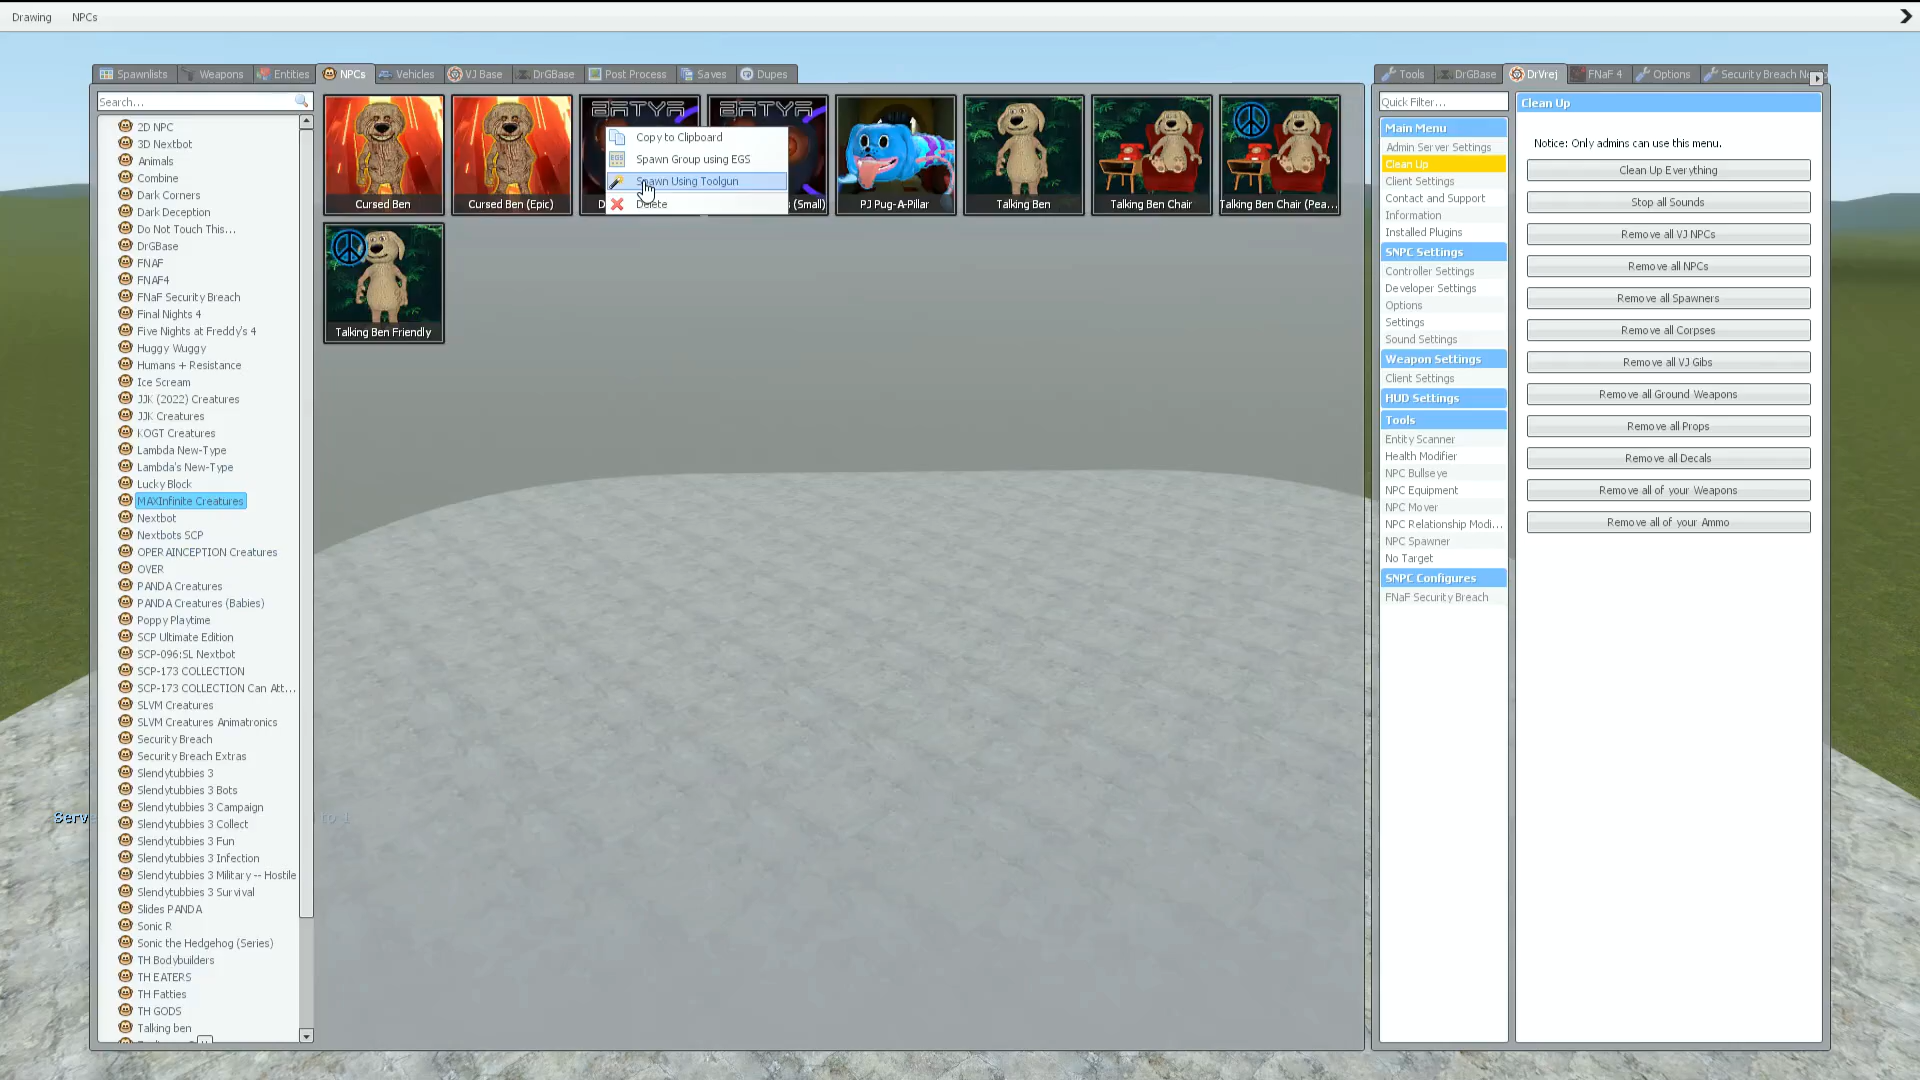 Drawing NPCs
Spawnlists Weapons Entities NPCs Vehicles VJ Base DrGBase Post Process Saves Dupes
Search...
2D NPC
3D Nextbot
Animals
Combine
Dark Corners
Dark Deception
Do Not Touch This...
DrGBase
FNAF
FNAF4
FNaF Security Breach
Final Nights 4
Five Nights at Freddy's 4
Huggy Wuggy
Humans + Resistance
Ice Scream
JJK (2022) Creatures
JJK Creatures
KOGT Creatures
Lambda New-Type
Lambda's New-Type
Lucky Block
MAXInfinite Creatures
Nextbot
Nextbots SCP
OPERAINCEPTION Creatures
OVER
PANDA Creatures
PANDA Creatures (Babies)
Poppy Playtime
SCP Ultimate Edition
SCP-096:SL Nextbot
SCP-173 COLLECTION
SCP-173 COLLECTION Can Att...
SLVM Creatures
SLVM Creatures Animatronics
Security Breach
Security Breach Extras
Slendytubbies 3
Slendytubbies 3 Bots
Slendytubbies 3 Campaign
Slendytubbies 3 Collect
Slendytubbies 3 Fun
Slendytubbies 3 Infection
Slendytubbies 3 Military -- Hostile
Slendytubbies 3 Survival
Slides PANDA
Sonic R
Sonic the Hedgehog (Series)
TH Bodybuilders
TH EATERS
TH Fatties
TH GODS
Talking ben
Serv
to 1
Cursed Ben
Cursed Ben (Epic)
(Small)
PJ Pug-A-Pillar
Talking Ben
Talking Ben Chair
Talking Ben Chair (Pea...
Talking Ben Friendly
Copy to Clipboard
EGS Spawn Group using EGS
Spawn Using Toolgun
Delete
Tools DrGBase DrVrej FNaF 4 Options Security Breach
Quick Filter...
Main Menu
Admin Server Settings
Clean Up
Client Settings
Contact and Support
Information
Installed Plugins
SNPC Settings
Controller Settings
Developer Settings
Options
Settings
Sound Settings
Weapon Settings
Client Settings
HUD Settings
Tools
Entity Scanner
Health Modifier
NPC Bullseye
NPC Equipment
NPC Mover
NPC Relationship Modi...
NPC Spawner
No Target
SNPC Configures
FNaF Security Breach
Clean Up
Notice: Only admins can use this menu.
Clean Up Everything
Stop all Sounds
Remove all VJ NPCs
Remove all NPCs
Remove all Spawners
Remove all Corpses
Remove all VJ Gibs
Remove all Ground Weapons
Remove all Props
Remove all Decals
Remove all of your Weapons
Remove all of your Ammo